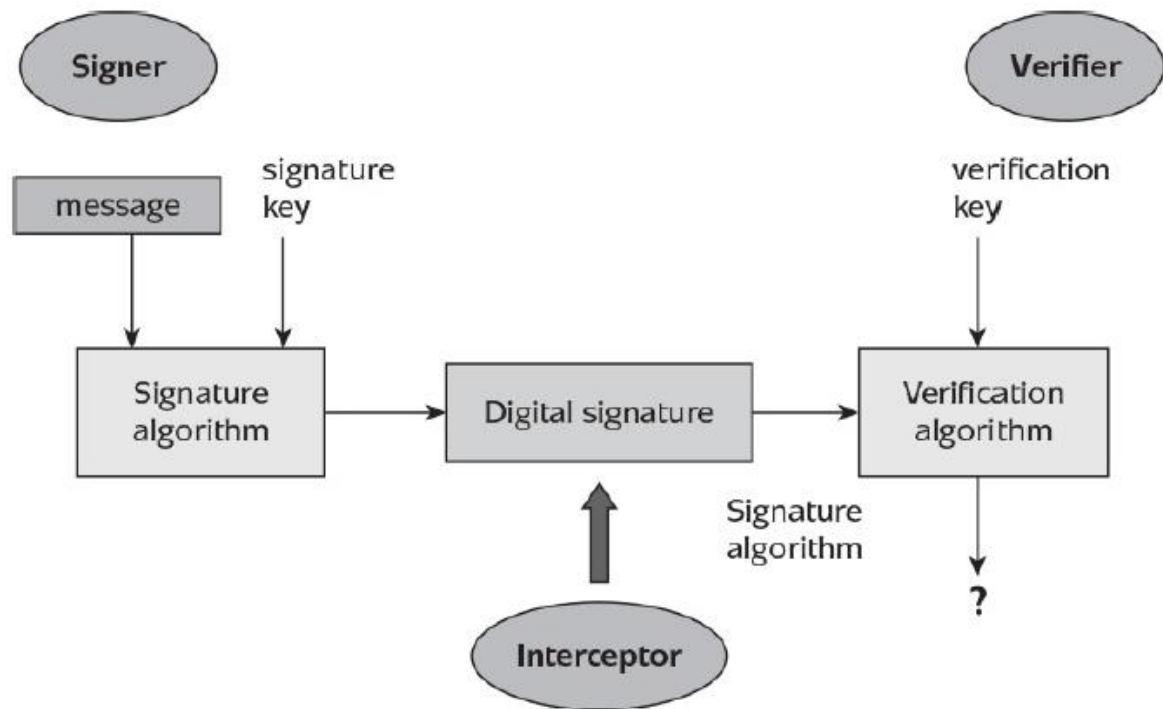 Signer
Verifier
message
signature
key
verification
key
Signature
algorithm
Digital signature
Verification
algorithm
Signature
algorithm
?
Interceptor